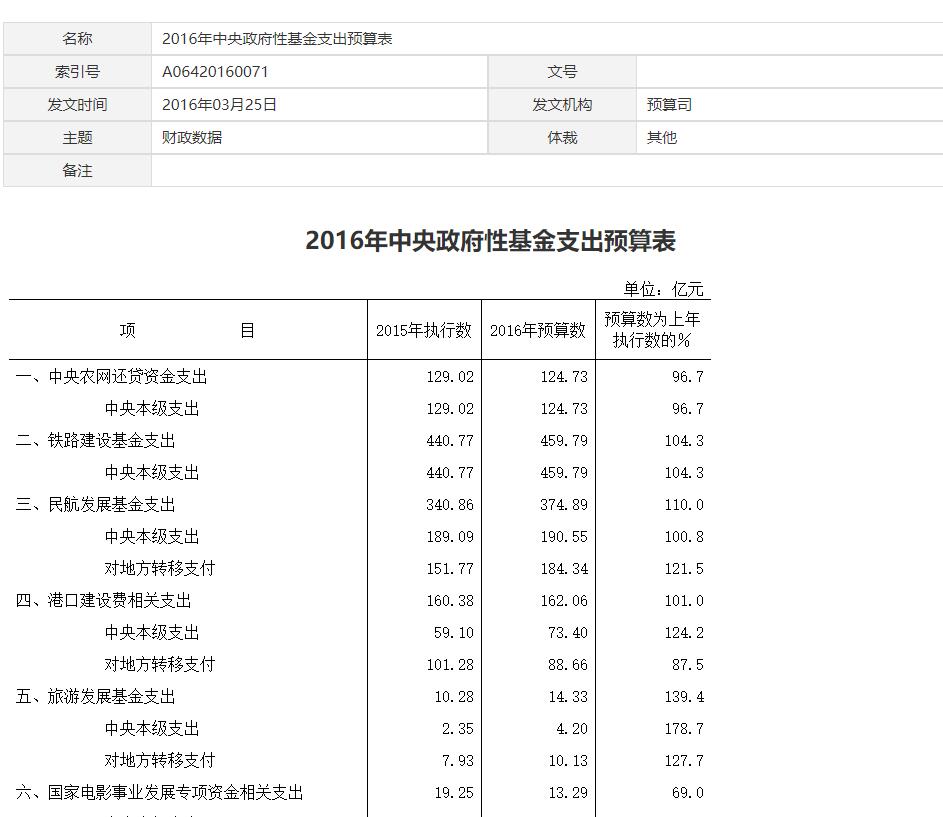 名称 2016年中央政府性基金支出预算表
索引号 A06420160071 文号
发文时间 2016年03月25日 发文机构 预算司
主题 财政数据 体裁 其他
备注
2016年中央政府性基金支出预算表
单位：亿元
项 目 2015年执行数 2016年预算数 预算数为上年
执行数的%
一、中央农网还贷资金支出 129.02 124.73 96.7
中央本级支出 129.02 124.73 96.7
二、铁路建设基金支出 440.77 459.79 104.3
中央本级支出 440.77 459.79 104.3
三、民航发展基金支出 340.86 374.89 110.0
中央本级支出 189.09 190.55 100.8
对地方转移支付 151.77 184.34 121.5
四、港口建设费相关支出 160.38 162.06 101.0
中央本级支出 59.10 73.40 124.2
对地方转移支付 101.28 88.66 87.5
五、旅游发展基金支出 10.28 14.33 139.4
中央本级支出 2.35 4.20 178.7
对地方转移支付 7.93 10.13 127.7
六、国家电影事业发展专项资金相关支出 19.25 13.29 69.0